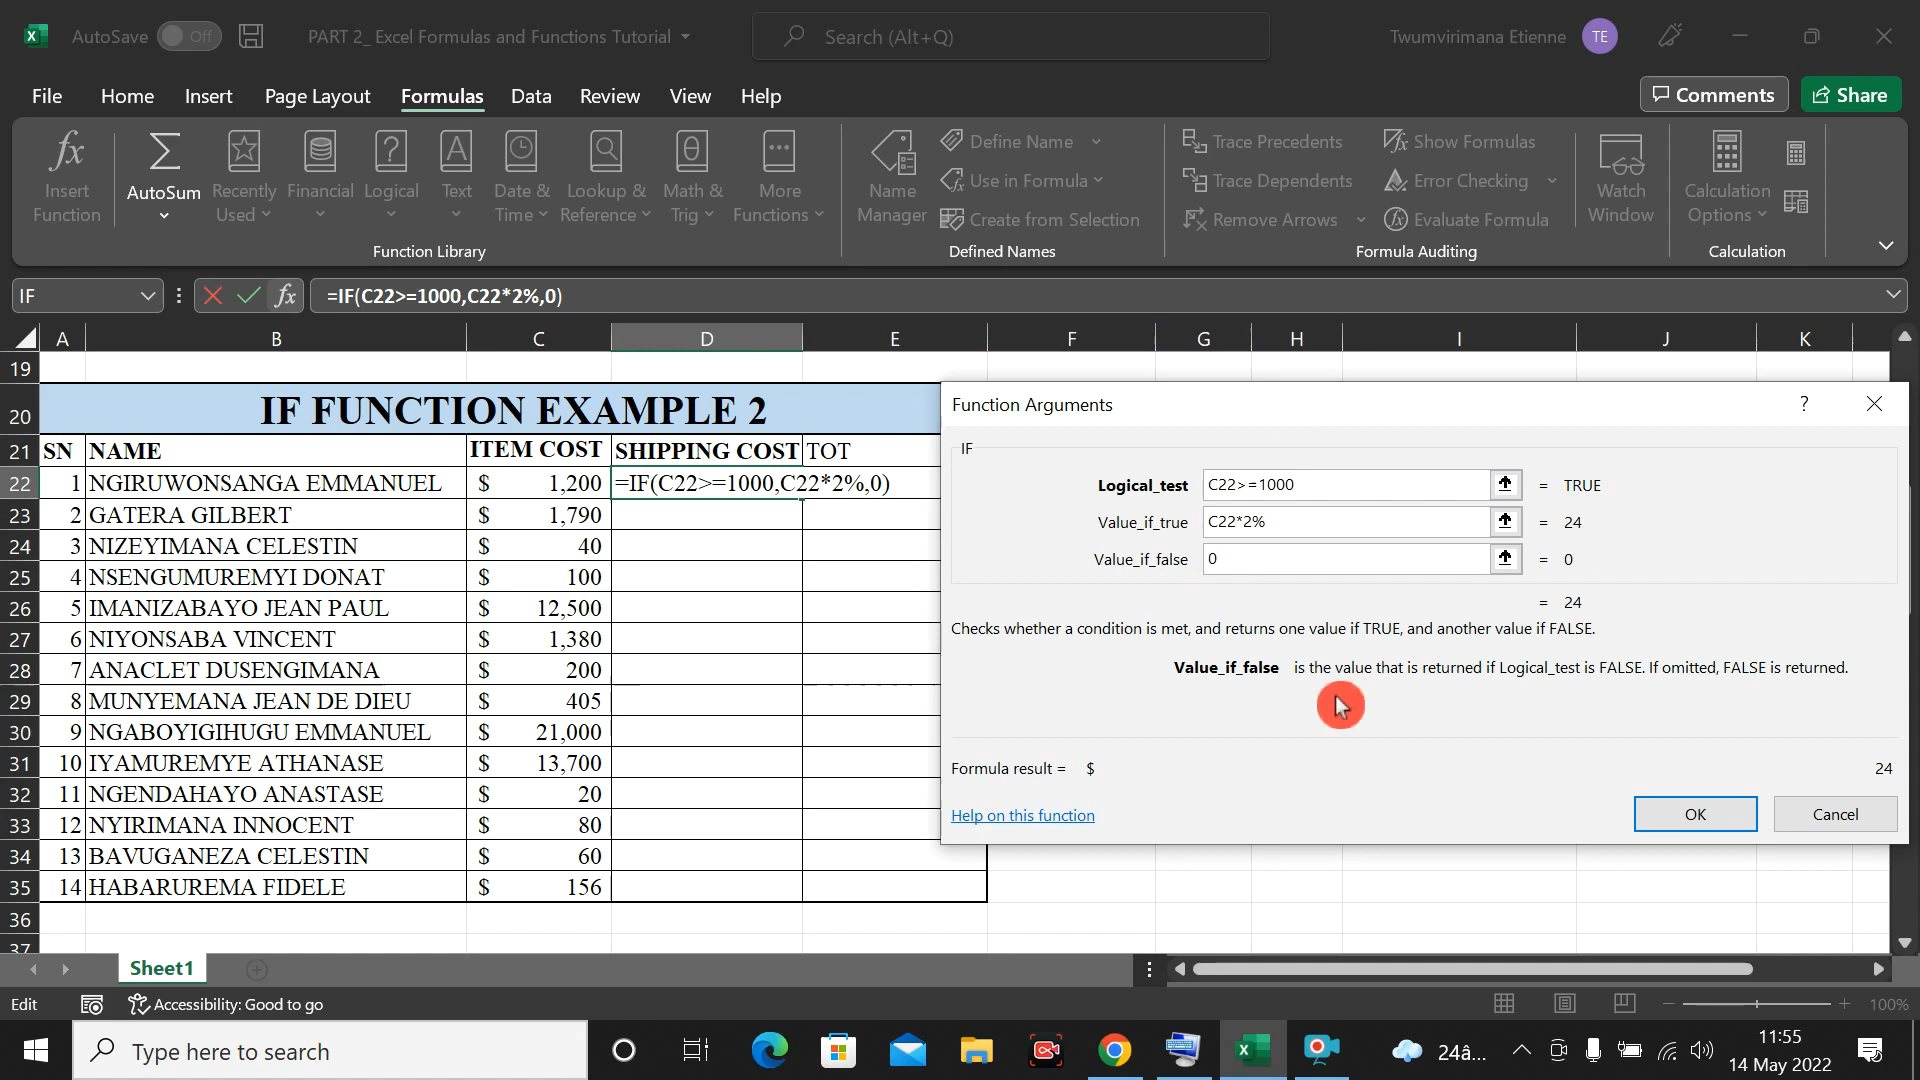 AutoSave Off PART 2_ Excel Formulas and Functions Tutorial Search (Alt+Q) Twumvirimana Etienne TE
File Home Insert Page Layout Formulas Data Review View Help Comments Share
Insert Function
AutoSum
Recently Used
Financial
Logical
Text
Date & Time
Lookup & Reference
Math & Trig
More Functions
Function Library
Name Manager
Define Name
Use in Formula
Create from Selection
Defined Names
Trace Precedents
Trace Dependents
Remove Arrows
Show Formulas
Error Checking
Evaluate Formula
Formula Auditing
Watch Window
Calculation Options
Calculation
IF fx =IF(C22>=1000,C22*2%,0)
A B C D E F G H I J K
19
20 IF FUNCTION EXAMPLE 2
21 SN NAME ITEM COST SHIPPING COST TOT
22 1 NGIRUWONSANGA EMMANUEL $ 1,200 =IF(C22>=1000,C22*2%,0)
23 2 GATERA GILBERT $ 1,790
24 3 NIZEYIMANA CELESTIN $ 40
25 4 NSENGUMUREMYI DONAT $ 100
26 5 IMANIZABAYO JEAN PAUL $ 12,500
27 6 NIYONSABA VINCENT $ 1,380
28 7 ANACLET DUSENGIMANA $ 200
29 8 MUNYEMANA JEAN DE DIEU $ 405
30 9 NGABOYIGIHUGU EMMANUEL $ 21,000
31 10 IYAMUREMYE ATHANASE $ 13,700
32 11 NGENDAHAYO ANASTASE $ 20
33 12 NYIRIMANA INNOCENT $ 80
34 13 BAVUGANEZA CELESTIN $ 60
35 14 HABARUREMA FIDELE $ 156
36
37
Function Arguments ?
IF
Logical_test C22>=1000 = TRUE
Value_if_true C22*2% = 24
Value_if_false 0 = 0
= 24
Checks whether a condition is met, and returns one value if TRUE, and another value if FALSE.
Value_if_false is the value that is returned if Logical_test is FALSE. If omitted, FALSE is returned.
Formula result = $ 24
Help on this function OK Cancel
Sheet1
Edit Accessibility: Good to go 100%
Type here to search 24â... 11:55
14 May 2022